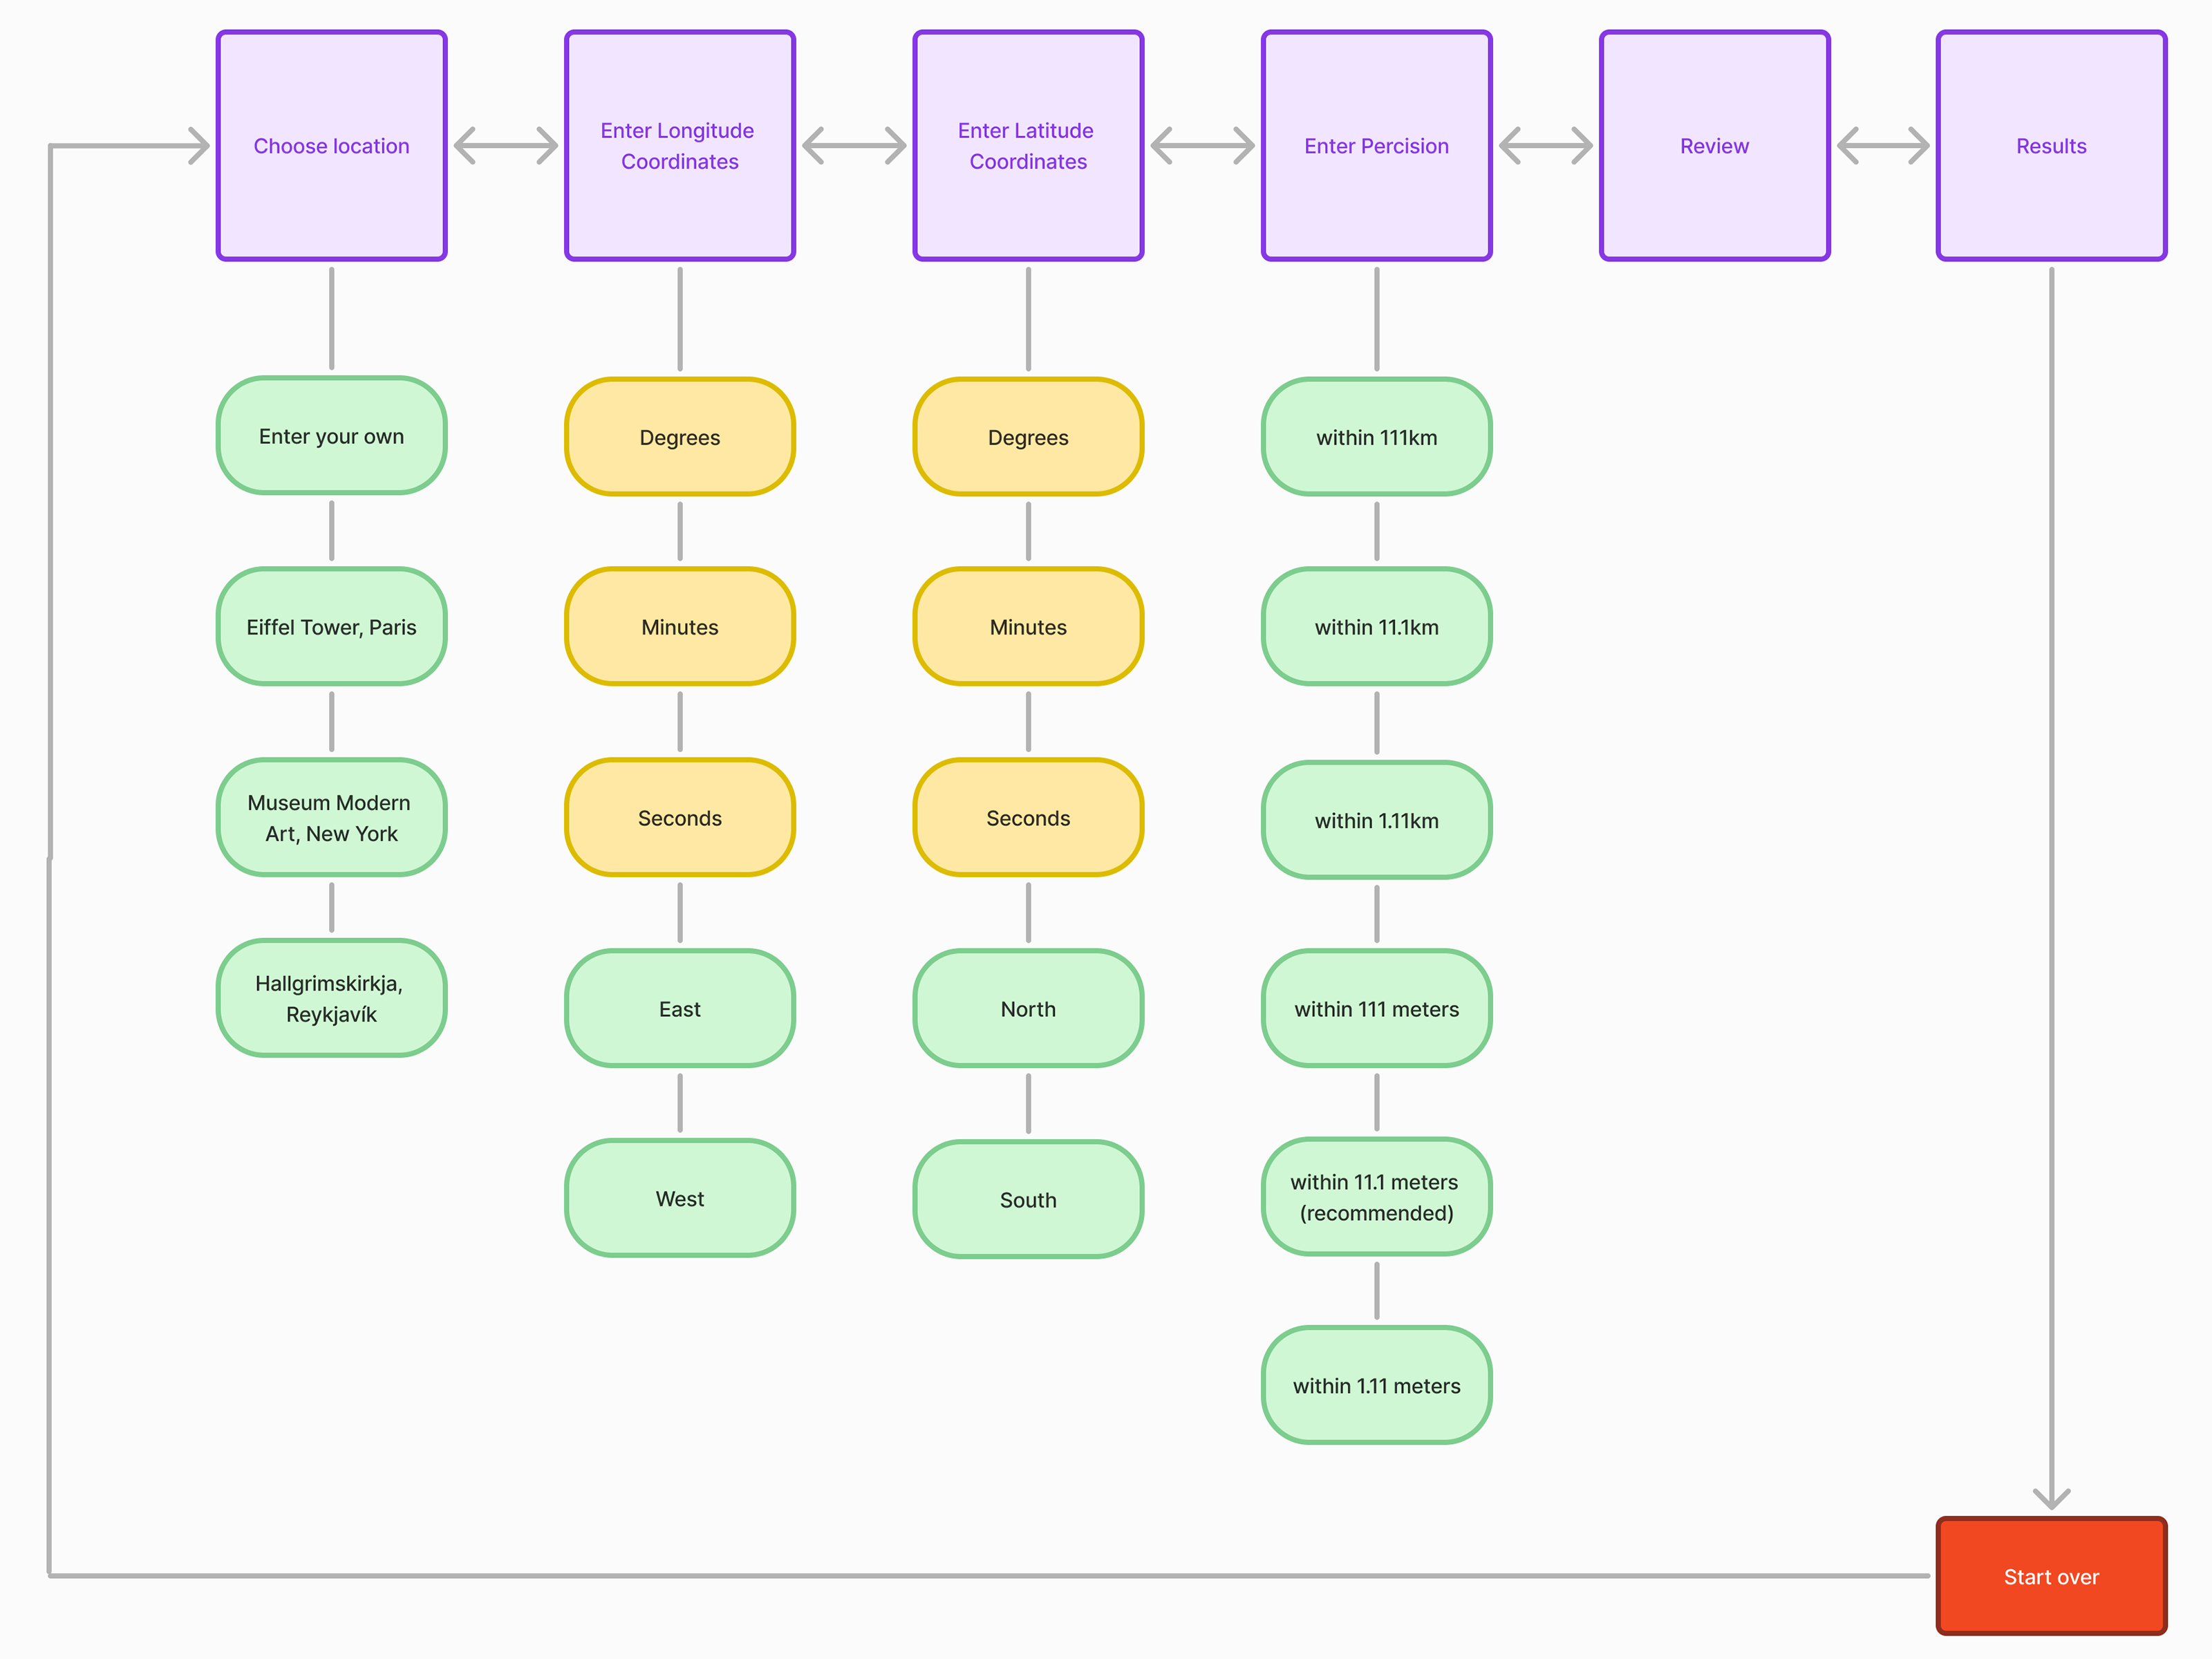 Choose location
Enter Longitude
Coordinates
Enter Latitude
Coordinates
Enter Percision
Review
Results
Enter your own
Eiffel Tower, Paris
Museum Modern
Art, New York
Hallgrimskirkja,
Reykjavík
Degrees
Minutes
Seconds
East
West
Degrees
Minutes
Seconds
North
South
within 111km
within 11.1km
within 1.11km
within 111 meters
within 11.1 meters
(recommended)
within 1.11 meters
Start over